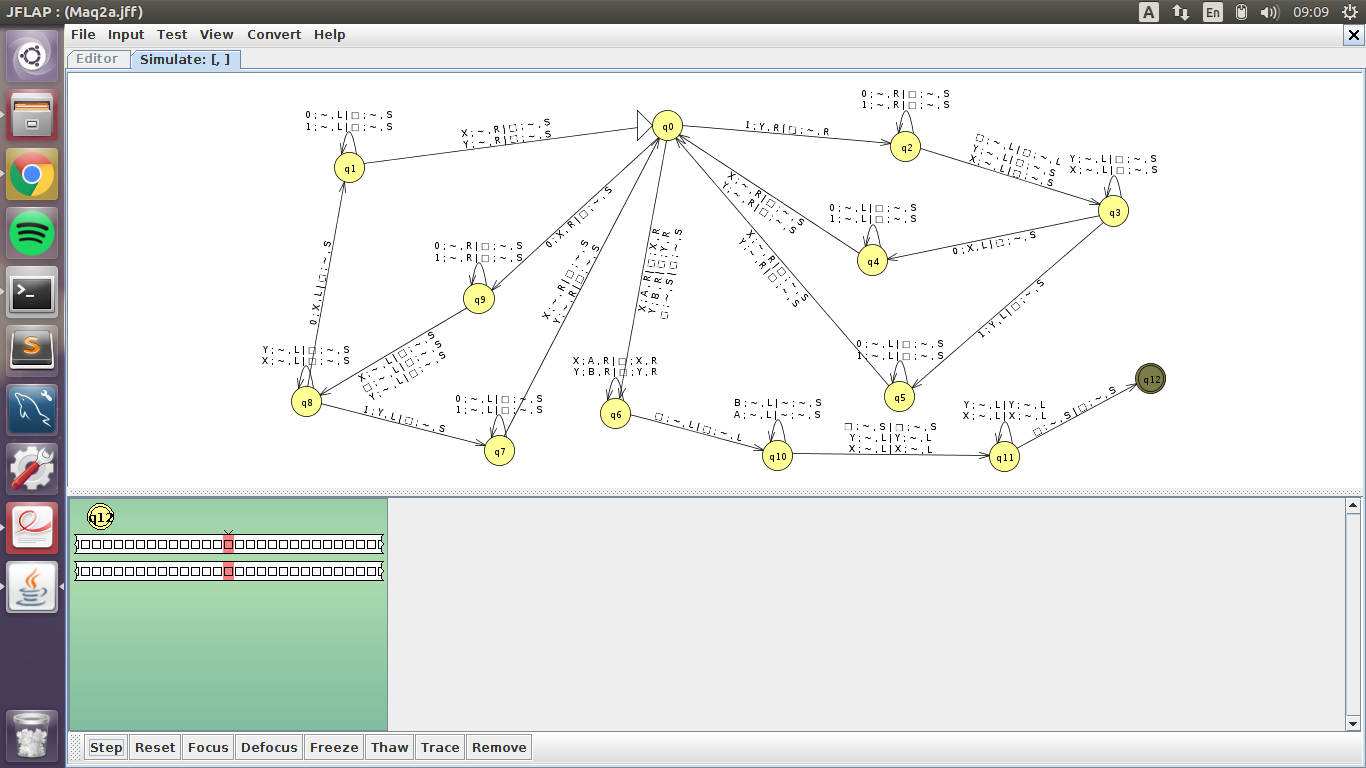 JFLAP : (Maq2a.jff)
A
En
09:09
File Input Test View Convert Help
Editor
Simulate: [, ]
0;~,L|□;~,S
1;~,L|□;~,S
q1
X;~,R|□;~,S
Y;~,R|□;~,S
q0
1;Y,R|□;~,R
0;~,R|□;~,S
1;~,R|□;~,S
q2
□;~,L|□;~,L
Y;~,L|□;~,S
X;~,L|□;~,S
Y;~,L|□;~,S
X;~,L|□;~,S
q3
X;~,R|□;~,S
Y;~,R|□;~,S
0;~,L|□;~,S
1;~,L|□;~,S
q4
0;X,L|□;~,S
0;X,R|□;~,S
0;~,R|□;~,S
1;~,R|□;~,S
q9
X;~,R|□;~,S
Y;~,R|□;~,S
X;A,R|□;X,R
Y;B,R|□;Y,R
□;~,S|□;~,S
X;~,R|□;~,S
Y;~,R|□;~,S
0;X,L|□;~,S
1;Y,L|□;~,S
Y;~,L|□;~,S
X;~,L|□;~,S
q8
X;~,L|□;~,S
□;~,L|□;~,S
Y;~,L|□;~,S
X;A,R|□;X,R
Y;B,R|□;Y,R
q6
0;~,L|□;~,S
1;~,L|□;~,S
q5
q12
1;Y,L|□;~,S
0;~,L|□;~,S
1;~,L|□;~,S
q7
□;~,L|□;~,L
B;~,L|~;~,S
A;~,L|~;~,S
q10
□;~,S|□;~,S
Y;~,L|Y;~,L
X;~,L|X;~,L
Y;~,L|Y;~,L
X;~,L|X;~,L
q11
□;~,S|□;~,S
q12
Step Reset Focus Defocus Freeze Thaw Trace Remove